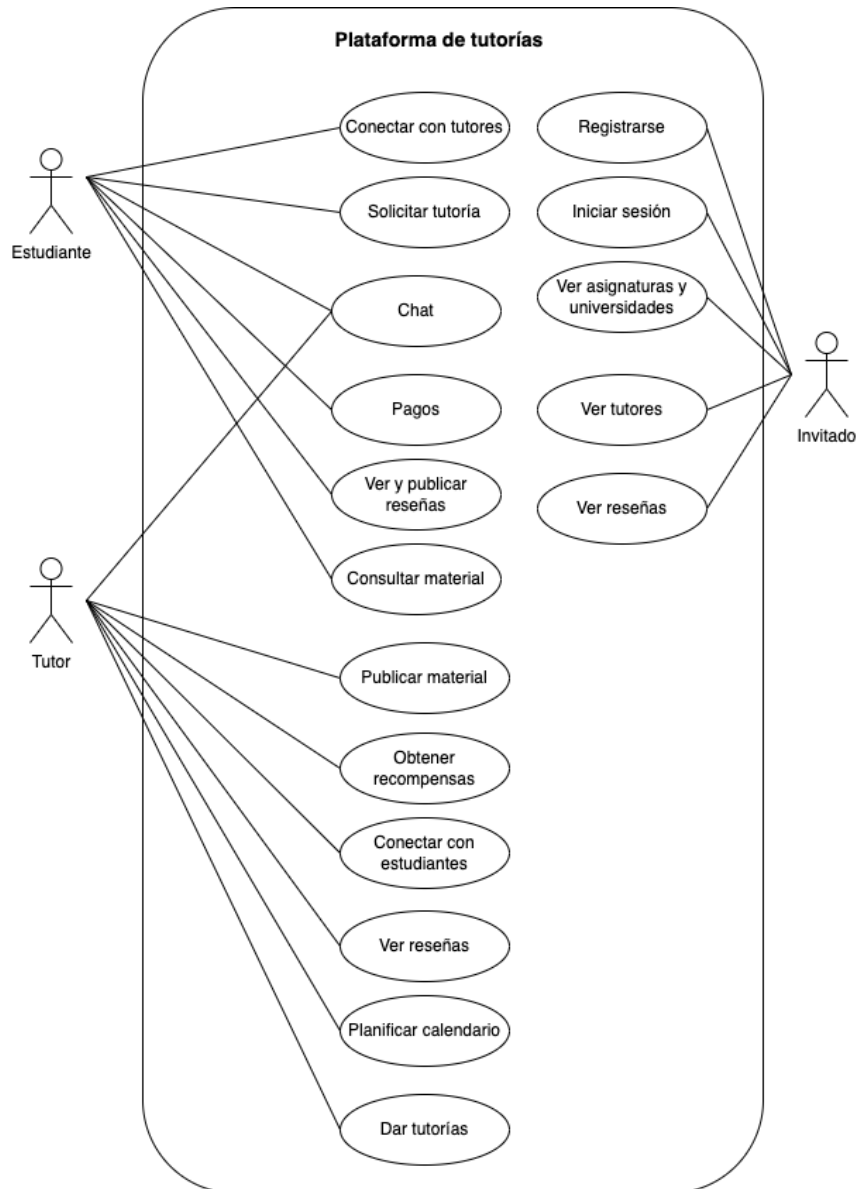 Plataforma de tutorías
Conectar con tutores
Registrarse
Estudiante
Solicitar tutoría
Iniciar sesión
Chat
Ver asignaturas y
universidades
Pagos
Ver tutores
Invitado
Ver y publicar
reseñas
Ver reseñas
Consultar material
Tutor
Publicar material
Obtener
recompensas
Conectar con
estudiantes
Ver reseñas
Planificar calendario
Dar tutorías